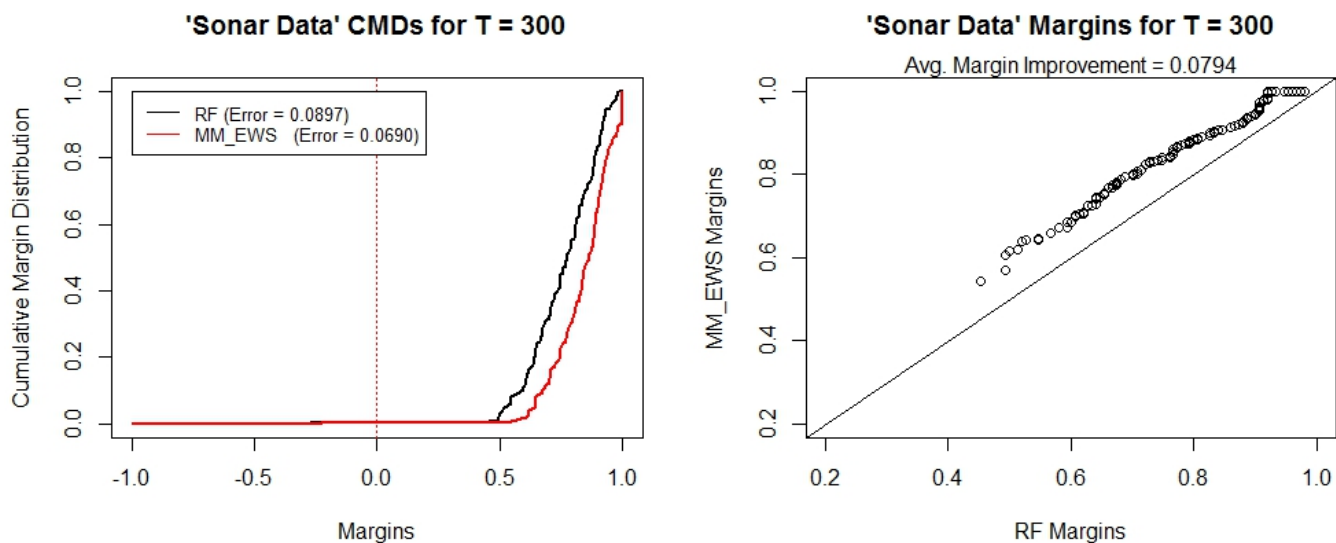 'Sonar Data' CMDs for T = 300
Cumulative Margin Distribution
1.0
0.8
0.6
0.4
0.2
0.0
RF (Error = 0.0897)
MM_EWS (Error = 0.0690)
-1.0 -0.5 0.0 0.5 1.0
Margins
'Sonar Data' Margins for T = 300
Avg. Margin Improvement = 0.0794
MM_EWS Margins
1.0
0.8
0.6
0.4
0.2
0.2 0.4 0.6 0.8 1.0
RF Margins